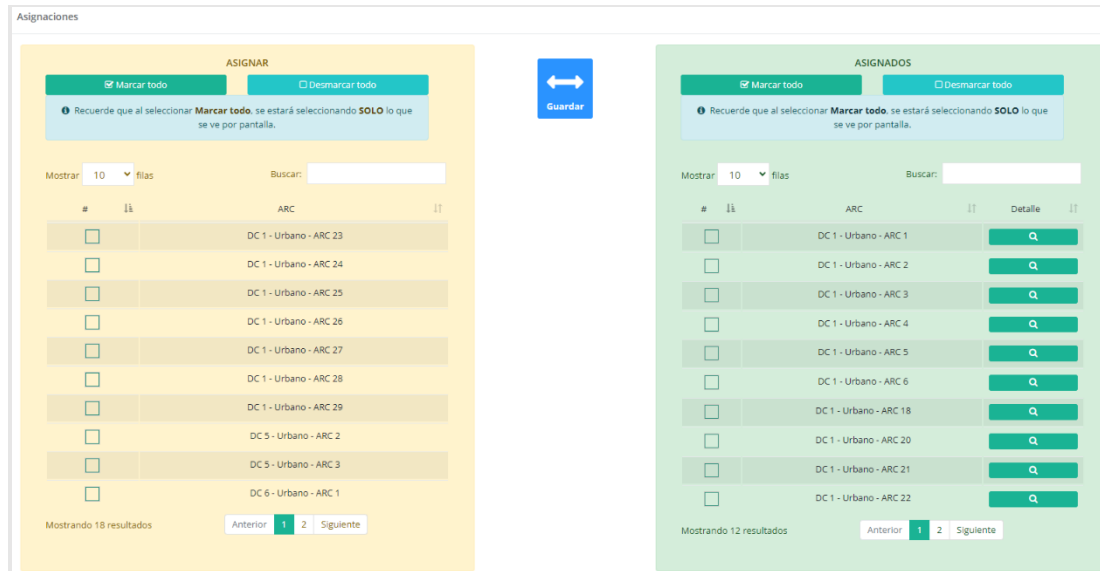 Asignaciones
ASIGNAR
Marcar todo
Desmarcar todo
Recuerde que al seleccionar Marcar todo, se estará seleccionando SOLO lo que
se ve por pantalla.
Mostrar 10 filas
Buscar:
# ARC
DC 1 - Urbano - ARC 23
DC 1 - Urbano - ARC 24
DC 1 - Urbano - ARC 25
DC 1 - Urbano - ARC 26
DC 1 - Urbano - ARC 27
DC 1 - Urbano - ARC 28
DC 1 - Urbano - ARC 29
DC 5 - Urbano - ARC 2
DC 5 - Urbano - ARC 3
DC 6 - Urbano - ARC 1
Mostrando 18 resultados
Anterior 1 2 Siguiente
Guardar
ASIGNADOS
Marcar todo
Desmarcar todo
Recuerde que al seleccionar Marcar todo, se estará seleccionando SOLO lo que
se ve por pantalla.
Mostrar 10 filas
Buscar:
# ARC Detalle
DC 1 - Urbano - ARC 1
DC 1 - Urbano - ARC 2
DC 1 - Urbano - ARC 3
DC 1 - Urbano - ARC 4
DC 1 - Urbano - ARC 5
DC 1 - Urbano - ARC 6
DC 1 - Urbano - ARC 18
DC 1 - Urbano - ARC 20
DC 1 - Urbano - ARC 21
DC 1 - Urbano - ARC 22
Mostrando 12 resultados
Anterior 1 2 Siguiente